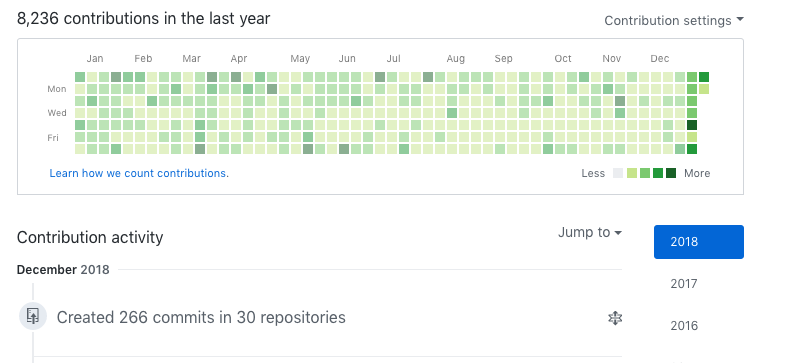 8,236 contributions in the last year
Contribution settings
Jan Feb Mar Apr May Jun Jul Aug Sep Oct Nov Dec
Mon
Wed
Fri
Learn how we count contributions.
Less More
Contribution activity
Jump to
2018
December 2018
2017
Created 266 commits in 30 repositories
2016